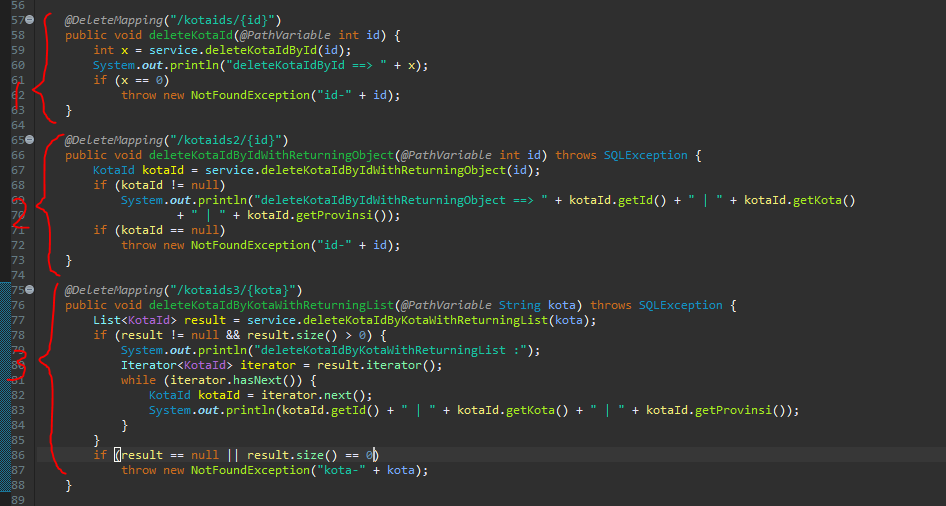 56
57 @DeleteMapping("/kotaids/{id}")
58 public void deleteKotaId(@PathVariable int id) {
59 int x = service.deleteKotaIdById(id);
60 System.out.println("deleteKotaIdById ==> " + x);
61 if (x == 0)
62 throw new NotFoundException("id-" + id);
63 }
64
65 @DeleteMapping("/kotaids2/{id}")
66 public void deleteKotaIdByIdWithReturningObject(@PathVariable int id) throws SQLException {
67 KotaId kotaId = service.deleteKotaIdByIdWithReturningObject(id);
68 if (kotaId != null)
69 System.out.println("deleteKotaIdByIdWithReturningObject ==> " + kotaId.getId() + " | " + kotaId.getKota()
70 + " | " + kotaId.getProvinsi());
71 if (kotaId == null)
72 throw new NotFoundException("id-" + id);
73 }
74
75 @DeleteMapping("/kotaids3/{kota}")
76 public void deleteKotaIdByKotaWithReturningList(@PathVariable String kota) throws SQLException {
77 List<KotaId> result = service.deleteKotaIdByKotaWithReturningList(kota);
78 if (result != null && result.size() > 0) {
79 System.out.println("deleteKotaIdByKotaWithReturningList :");
80 Iterator<KotaId> iterator = result.iterator();
81 while (iterator.hasNext()) {
82 KotaId kotaId = iterator.next();
83 System.out.println(kotaId.getId() + " | " + kotaId.getKota() + " | " + kotaId.getProvinsi());
84 }
85 }
86 if (result == null || result.size() == 0)
87 throw new NotFoundException("kota-" + kota);
88 }
89
1
2
3